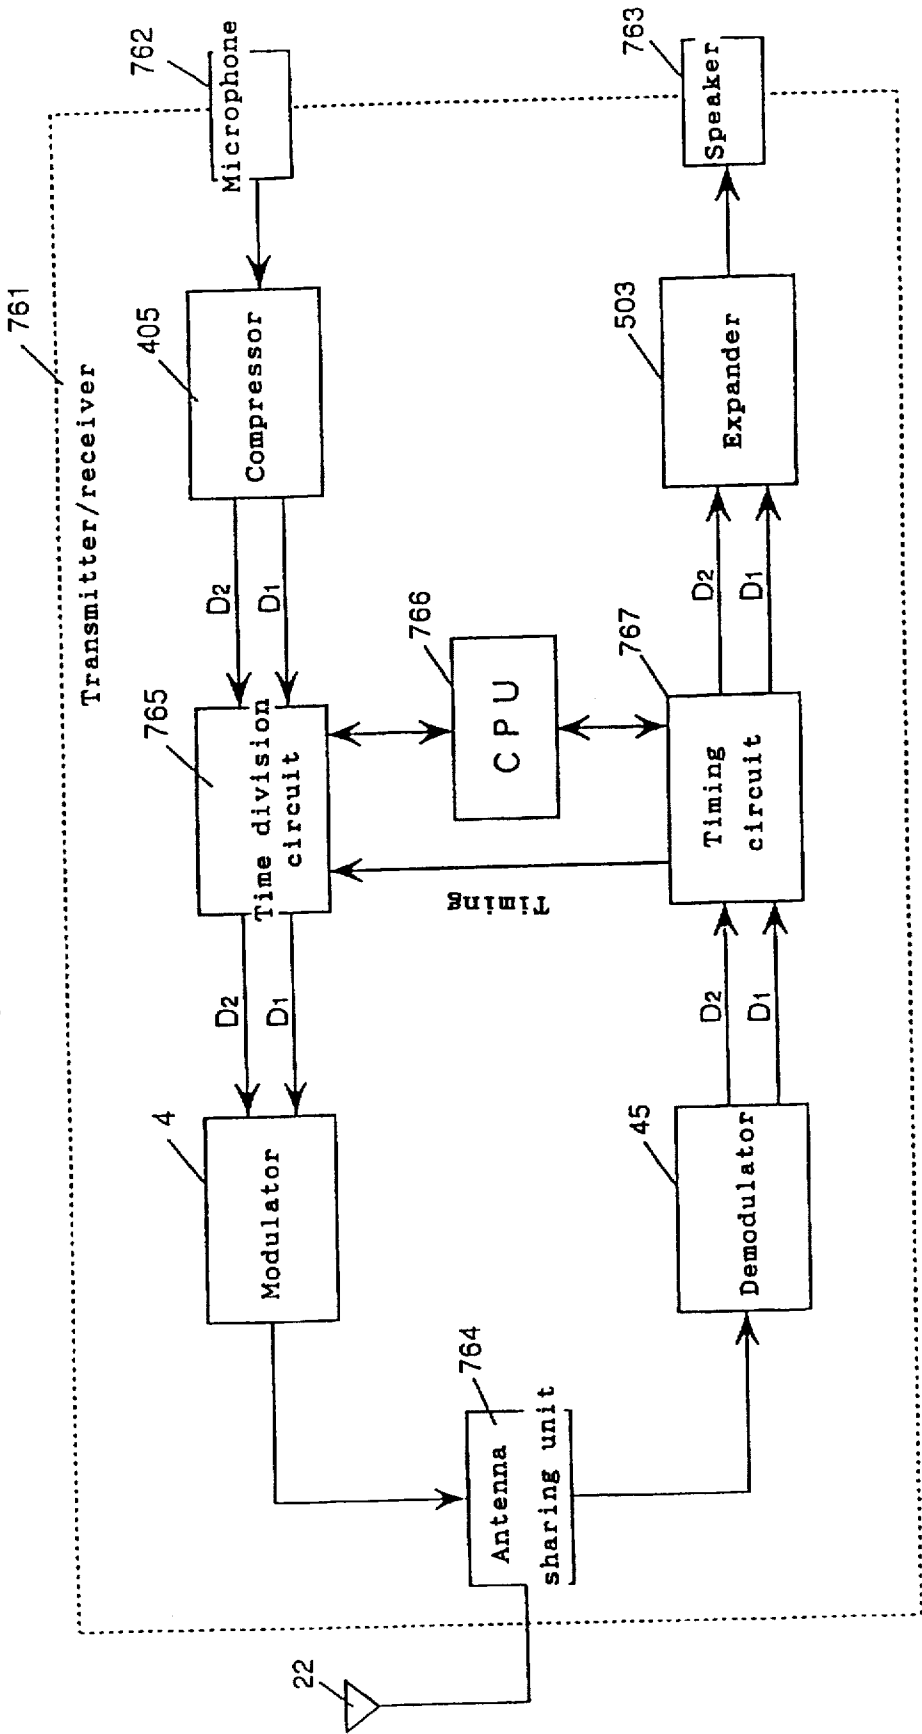 761
Transmitter/receiver
22
764
Antenna
sharing unit
4
Modulator
D2
D1
765
Time division
circuit
D2
D1
405
Compressor
762
Microphone
Timing
766
CPU
45
Demodulator
D2
D1
767
Timing
circuit
D2
D1
503
Expander
763
Speaker